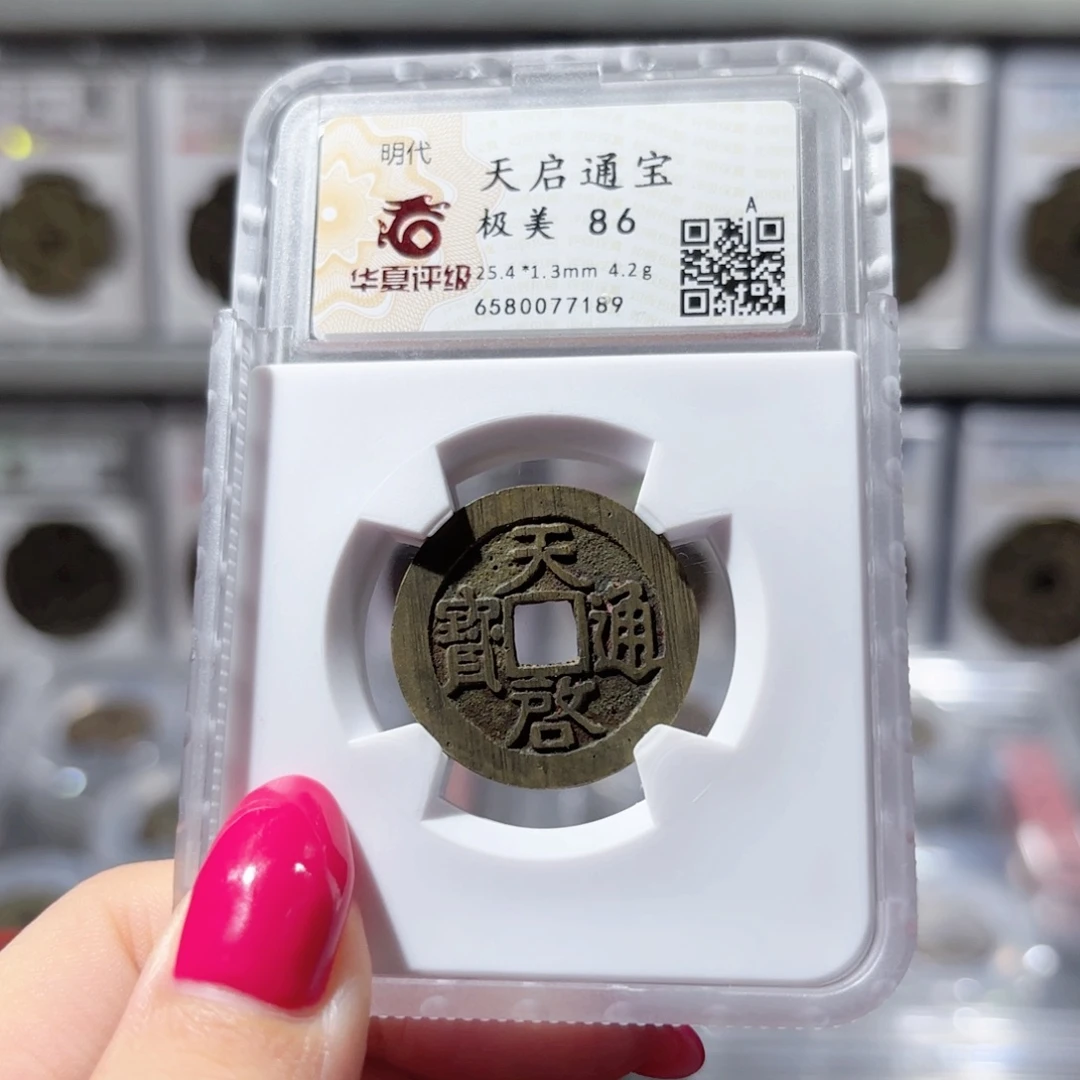 明代
天启通宝
极美 86
A
华夏评级
25.4*1.3mm 4.2g
6580077189
天
寶 通
啓